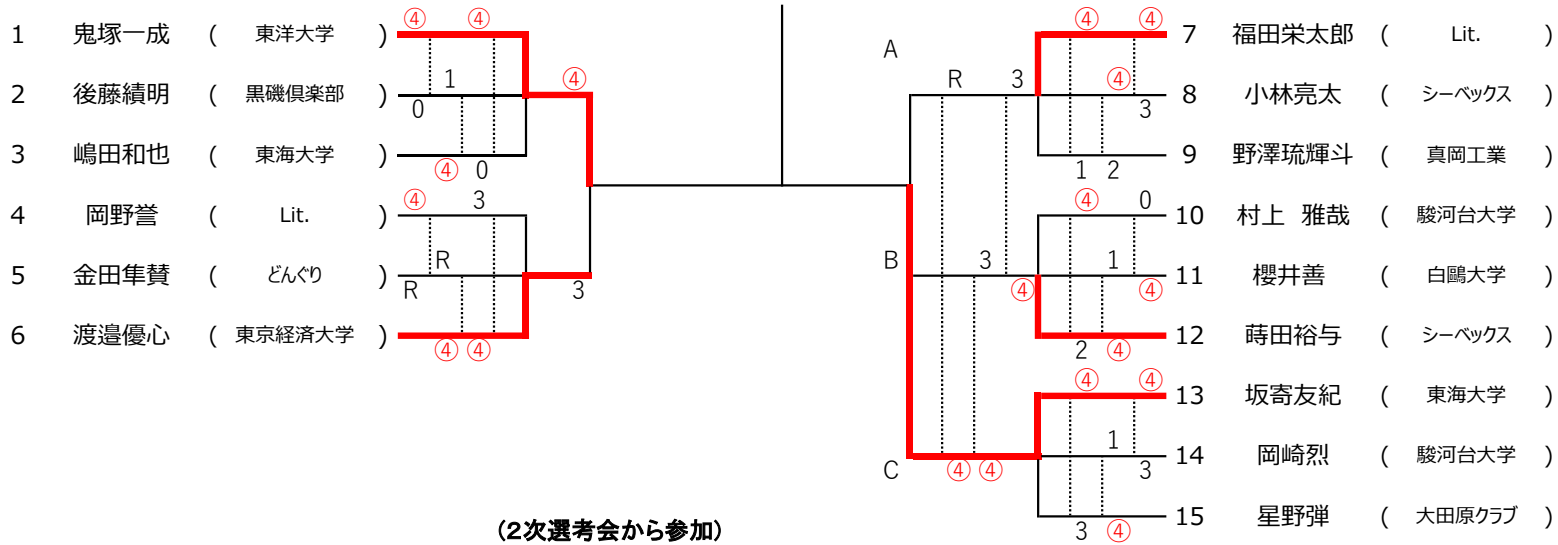 ④ ④
④ ④
1 鬼塚一成 ( 東洋大学 )
7 福田栄太郎 ( Lit. )
A
1 ④
R 3 ④
2 後藤績明 ( 黒磯倶楽部 )
8 小林亮太 ( シーベックス )
0
3
3 嶋田和也 ( 東海大学 )
9 野澤琉輝斗 ( 真岡工業 )
④ 0
1 2
④ 3
④ 0
4 岡野誉 ( Lit. )
10 村上 雅哉 ( 駿河台大学 )
R
B 3 1
5 金田隼賛 ( どんぐり )
11 櫻井善 ( 白鷗大学 )
R 3
④ ④
6 渡邉優心 ( 東京経済大学 )
12 蒔田裕与 ( シーベックス )
④ ④
2 ④
④ ④
13 坂寄友紀 ( 東海大学 )
1
14 岡崎烈 ( 駿河台大学 )
C ④ ④ 3
15 星野弾 ( 大田原クラブ )
(2次選考会から参加)
3 ④